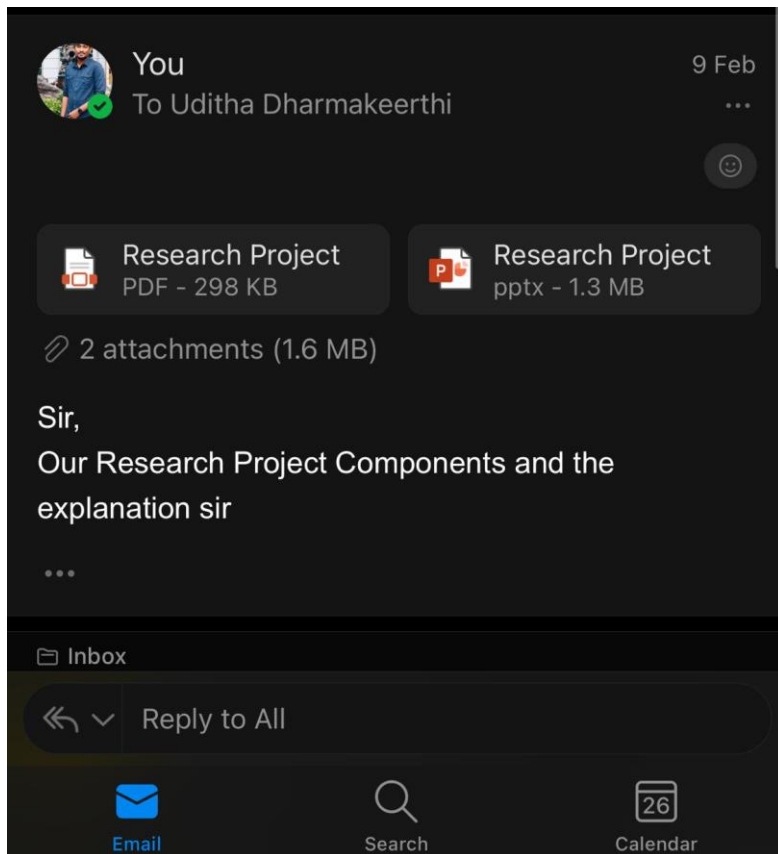 You
9 Feb
To Uditha Dharmakeerthi
Research Project
PDF - 298 KB
Research Project
pptx - 1.3 MB
2 attachments (1.6 MB)
Sir,
Our Research Project Components and the
explanation sir
Inbox
Reply to All
26
Email
Search
Calendar